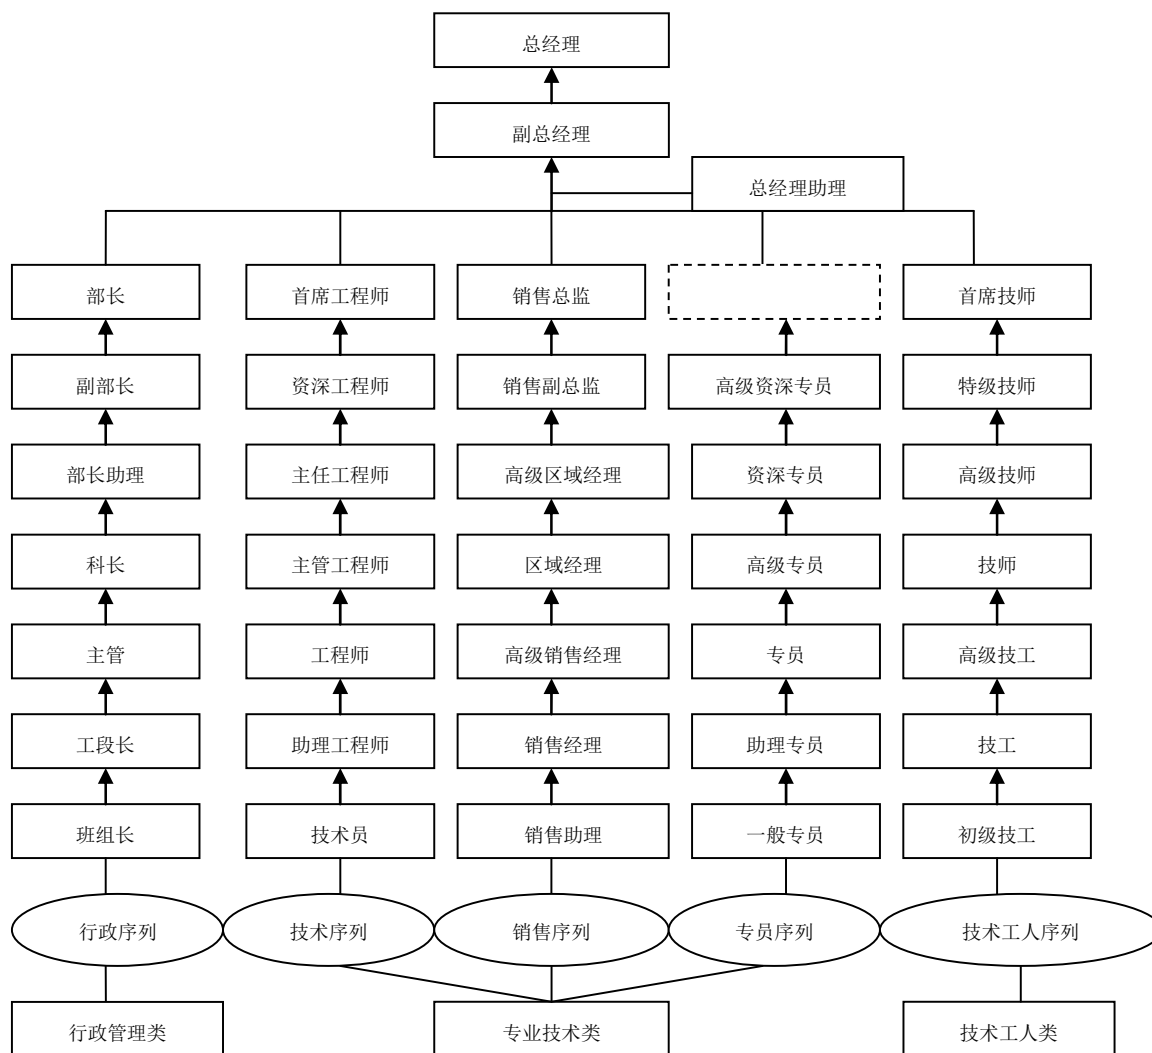 总经理
副总经理
总经理助理
部长
首席工程师
销售总监
首席技师
副部长
资深工程师
销售副总监
高级资深专员
特级技师
部长助理
主任工程师
高级区域经理
资深专员
高级技师
科长
主管工程师
区域经理
高级专员
技师
主管
工程师
高级销售经理
专员
高级技工
工段长
助理工程师
销售经理
助理专员
技工
班组长
技术员
销售助理
一般专员
初级技工
行政序列
技术序列
销售序列
专员序列
技术工人序列
行政管理类
专业技术类
技术工人类